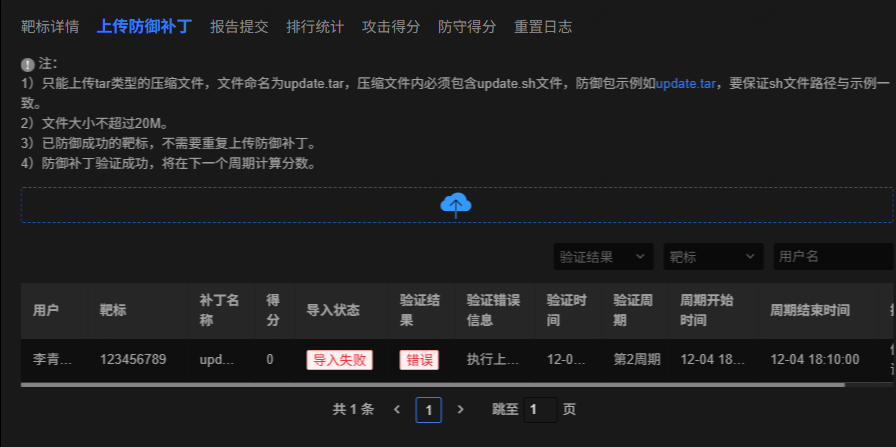 靶标详情 上传防御补丁 报告提交 排行统计 攻击得分 防守得分 重置日志
注：
1）只能上传tar类型的压缩文件，文件命名为update.tar，压缩文件内必须包含update.sh文件，防御包示例如update.tar，要保证sh文件路径与示例一
致。
2）文件大小不超过20M。
3）已防御成功的靶标，不需要重复上传防御补丁。
4）防御补丁验证成功，将在下一个周期计算分数。
验证结果 靶标 用户名
用户 靶标 补丁名称 得分 导入状态 验证结果 验证错误信息 验证时间 验证周期 周期开始时间 周期结束时间
李青... 123456789 upd... 0 导入失败 错误 执行上... 12-0... 第2周期 12-04 18... 12-04 18:10:00
共 1 条 1 跳至 1 页